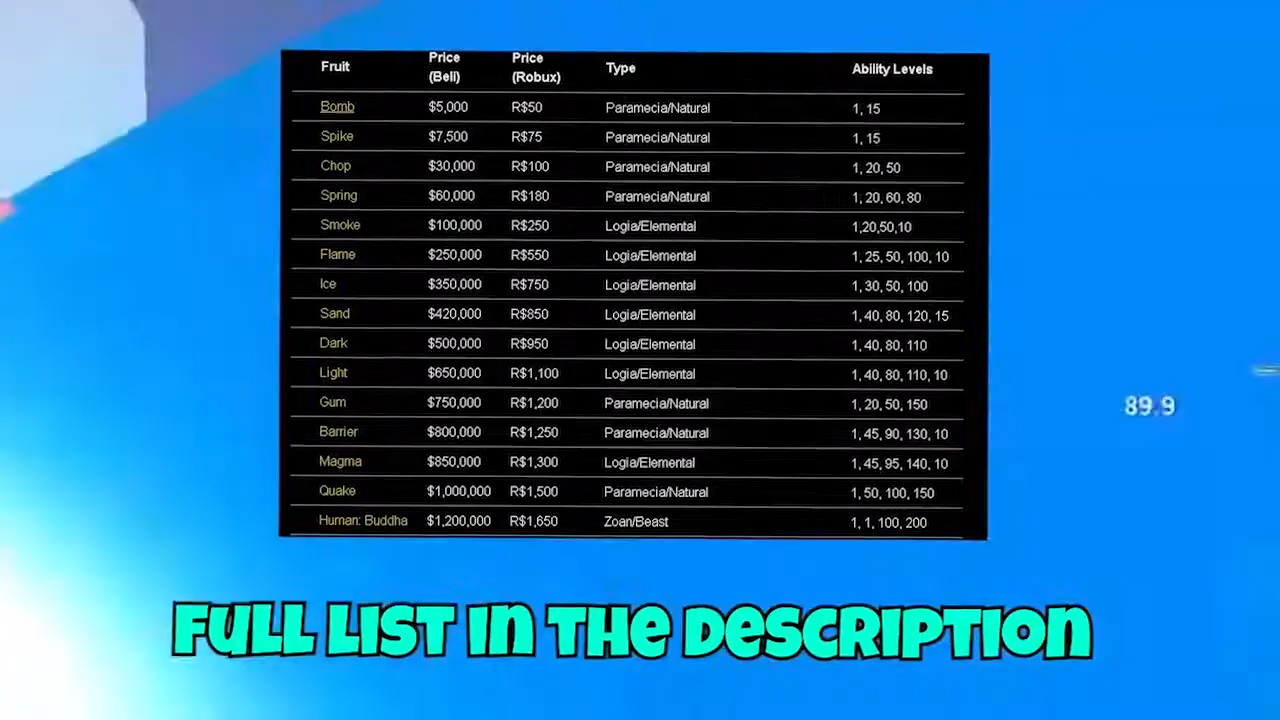 Fruit Price (Beli) Price (Robux) Type Ability Levels
Bomb $5,000 R$50 Paramecia/Natural 1, 15
Spike $7,500 R$75 Paramecia/Natural 1, 15
Chop $30,000 R$100 Paramecia/Natural 1, 20, 50
Spring $60,000 R$180 Paramecia/Natural 1, 20, 60, 80
Smoke $100,000 R$250 Logia/Elemental 1,20,50,10
Flame $250,000 R$550 Logia/Elemental 1, 25, 50, 100, 10
Ice $350,000 R$750 Logia/Elemental 1, 30, 50, 100
Sand $420,000 R$850 Logia/Elemental 1, 40, 80, 120, 15
Dark $500,000 R$950 Logia/Elemental 1, 40, 80, 110
Light $650,000 R$1,100 Logia/Elemental 1, 40, 80, 110, 10
Gum $750,000 R$1,200 Paramecia/Natural 1, 20, 50, 150
89.9
Barrier $800,000 R$1,250 Paramecia/Natural 1, 45, 90, 130, 10
Magma $850,000 R$1,300 Logia/Elemental 1, 45, 95, 140, 10
Quake $1,000,000 R$1,500 Paramecia/Natural 1, 50, 100, 150
Human: Buddha $1,200,000 R$1,650 Zoan/Beast 1, 1, 100, 200
FULL LIST IN THE DESCRIPTION